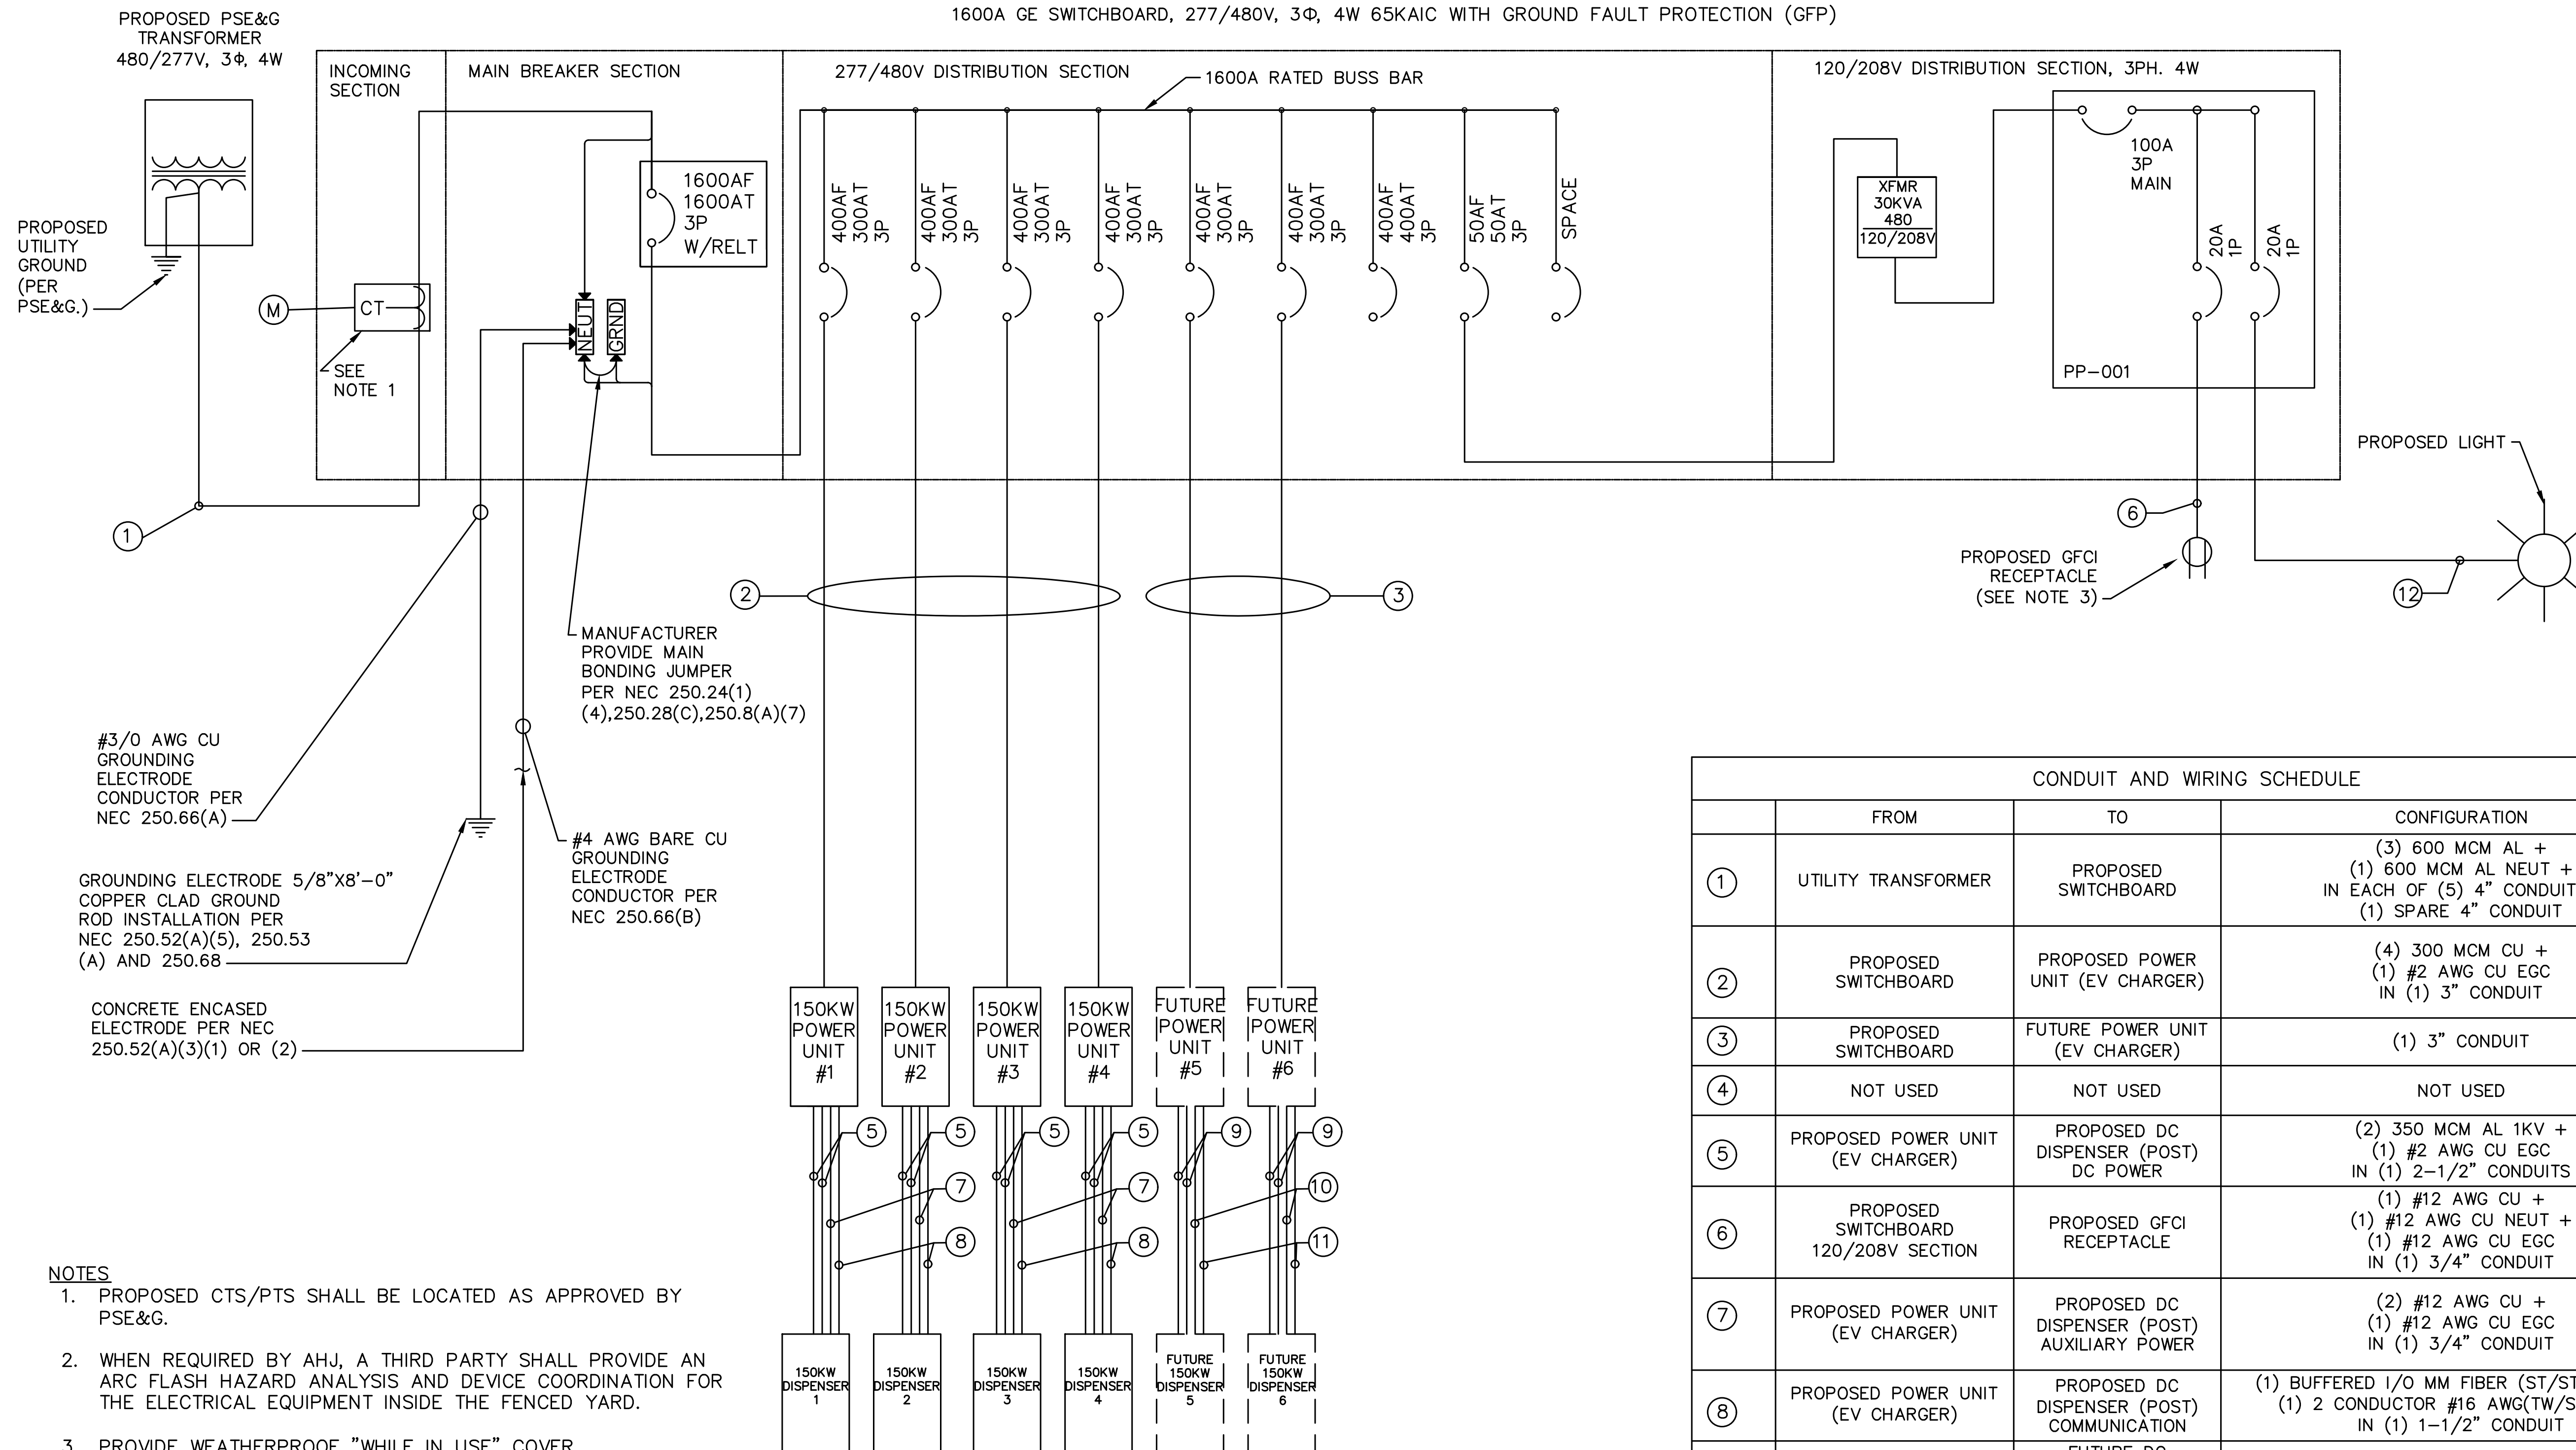 1600A GE SWITCHBOARD, 277/480V, 3Φ, 4W 65KAIC WITH GROUND FAULT PROTECTION (GFP)
PROPOSED PSE&G
TRANSFORMER
480/277V, 3Φ, 4W
PROPOSED
UTILITY
GROUND
(PER
PSE&G.)
INCOMING
SECTION
M
CT
SEE
NOTE 1
1
MAIN BREAKER SECTION
1600AF
1600AT
3P
W/RELT
NEUT
GRND
MANUFACTURER
PROVIDE MAIN
BONDING JUMPER
PER NEC 250.24(1)
(4),250.28(C),250.8(A)(7)
277/480V DISTRIBUTION SECTION
1600A RATED BUSS BAR
400AF
300AT
3P
400AF
300AT
3P
400AF
300AT
3P
400AF
300AT
3P
400AF
300AT
3P
400AF
300AT
3P
400AF
400AT
3P
50AF
50AT
3P
SPACE
120/208V DISTRIBUTION SECTION, 3PH. 4W
XFMR
30KVA
480
120/208V
100A
3P
MAIN
20A
1P
20A
1P
PP-001
PROPOSED LIGHT
6
PROPOSED GFCI
RECEPTACLE
(SEE NOTE 3)
12
2
3
#3/0 AWG CU
GROUNDING
ELECTRODE
CONDUCTOR PER
NEC 250.66(A)
#4 AWG BARE CU
GROUNDING
ELECTRODE
CONDUCTOR PER
NEC 250.66(B)
GROUNDING ELECTRODE 5/8"X8'-0"
COPPER CLAD GROUND
ROD INSTALLATION PER
NEC 250.52(A)(5), 250.53
(A) AND 250.68
CONCRETE ENCASED
ELECTRODE PER NEC
250.52(A)(3)(1) OR (2)
150KW
POWER
UNIT
#1
150KW
POWER
UNIT
#2
150KW
POWER
UNIT
#3
150KW
POWER
UNIT
#4
FUTURE
POWER
UNIT
#5
FUTURE
POWER
UNIT
#6
5
5
5
5
9
9
7
7
10
8
8
11
150KW
DISPENSER
1
150KW
DISPENSER
2
150KW
DISPENSER
3
150KW
DISPENSER
4
FUTURE
150KW
DISPENSER
5
FUTURE
150KW
DISPENSER
6
NOTES
1. PROPOSED CTS/PTS SHALL BE LOCATED AS APPROVED BY
PSE&G.
2. WHEN REQUIRED BY AHJ, A THIRD PARTY SHALL PROVIDE AN
ARC FLASH HAZARD ANALYSIS AND DEVICE COORDINATION FOR
THE ELECTRICAL EQUIPMENT INSIDE THE FENCED YARD.
3. PROVIDE WEATHERPROOF "WHILE IN USE" COVER
CONDUIT AND WIRING SCHEDULE
FROM
TO
CONFIGURATION
1
UTILITY TRANSFORMER
PROPOSED
SWITCHBOARD
(3) 600 MCM AL +
(1) 600 MCM AL NEUT +
IN EACH OF (5) 4" CONDUIT
(1) SPARE 4" CONDUIT
2
PROPOSED
SWITCHBOARD
PROPOSED POWER
UNIT (EV CHARGER)
(4) 300 MCM CU +
(1) #2 AWG CU EGC
IN (1) 3" CONDUIT
3
PROPOSED
SWITCHBOARD
FUTURE POWER UNIT
(EV CHARGER)
(1) 3" CONDUIT
4
NOT USED
NOT USED
NOT USED
5
PROPOSED POWER UNIT
(EV CHARGER)
PROPOSED DC
DISPENSER (POST)
DC POWER
(2) 350 MCM AL 1KV +
(1) #2 AWG CU EGC
IN (1) 2-1/2" CONDUITS
6
PROPOSED
SWITCHBOARD
120/208V SECTION
PROPOSED GFCI
RECEPTACLE
(1) #12 AWG CU +
(1) #12 AWG CU NEUT +
(1) #12 AWG CU EGC
IN (1) 3/4" CONDUIT
7
PROPOSED POWER UNIT
(EV CHARGER)
PROPOSED DC
DISPENSER (POST)
AUXILIARY POWER
(2) #12 AWG CU +
(1) #12 AWG CU EGC
IN (1) 3/4" CONDUIT
8
PROPOSED POWER UNIT
(EV CHARGER)
PROPOSED DC
DISPENSER (POST)
COMMUNICATION
(1) BUFFERED I/O MM FIBER (ST/ST
(1) 2 CONDUCTOR #16 AWG(TW/S
IN (1) 1-1/2" CONDUIT
FUTURE DC